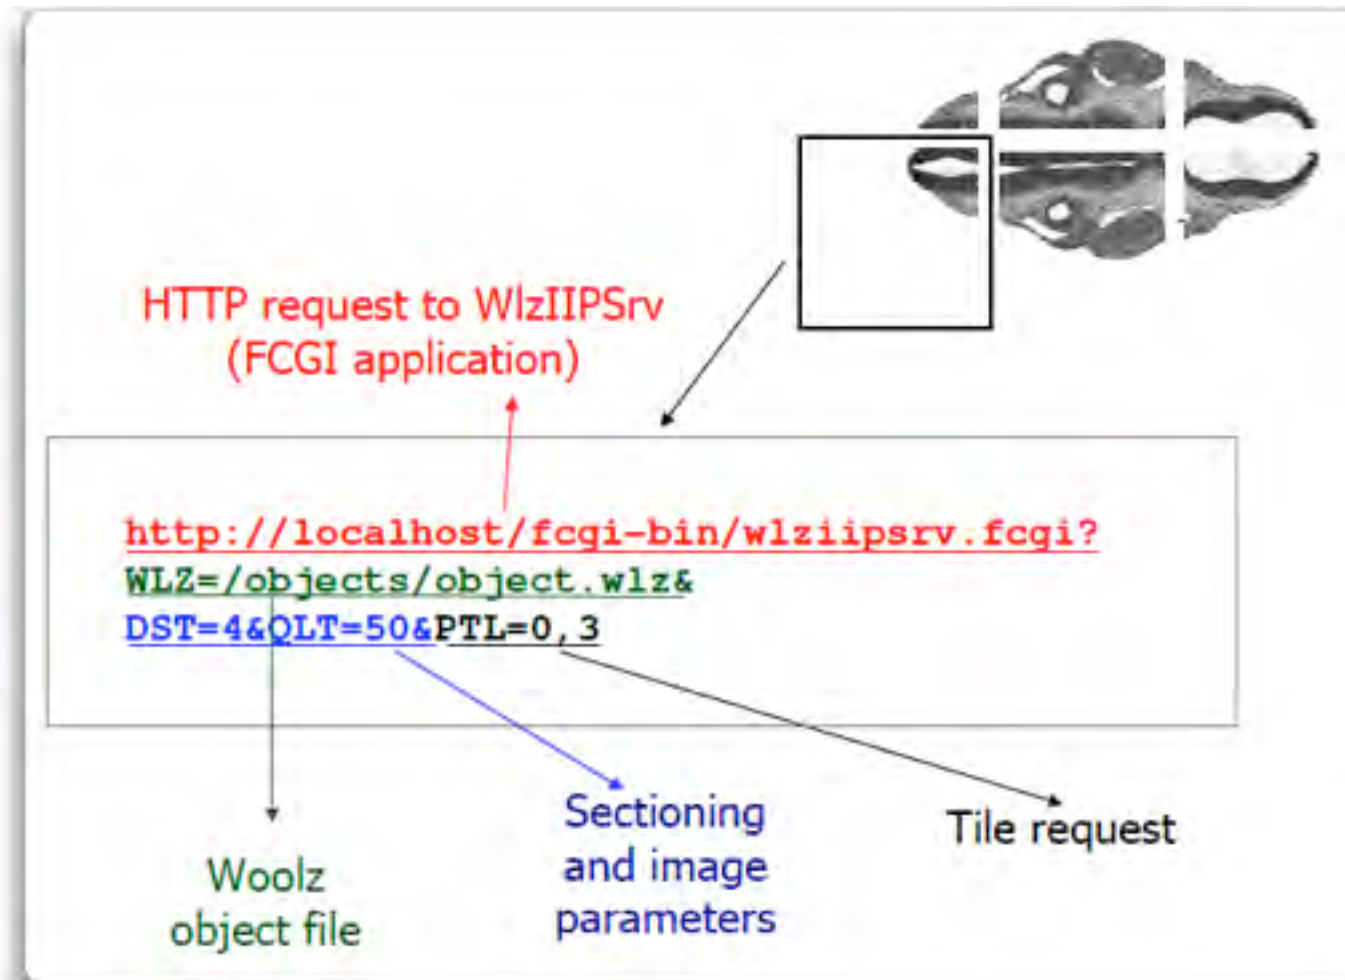 HTTP request to WlzIIPSrv
(FCGI application)
http://localhost/fcgi-bin/wlziipsrv.fcgi?
WLZ=/objects/object.wlz&
DST=4&QLT=50&PTL=0,3
Woolz
object file
Sectioning
and image
parameters
Tile request